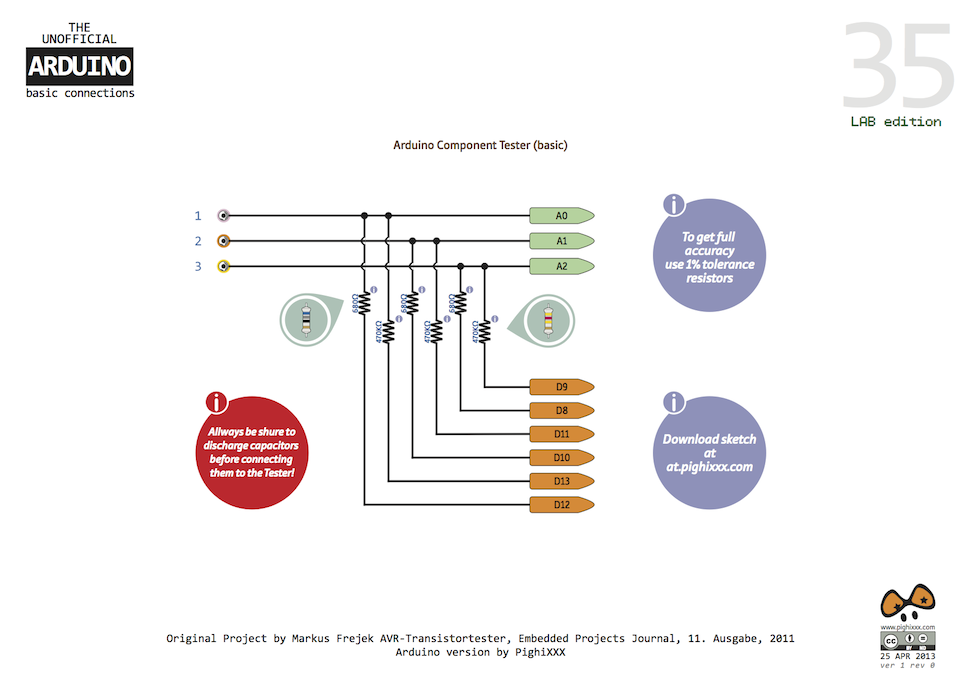 THE
UNOFFICIAL
ARDUINO
basic connections
35
LAB edition
Arduino Component Tester (basic)
1
A0
2
A1
3
A2
i
To get full
accuracy
use 1% tolerance
resistors
680Ω
i
470KΩ
i
680Ω
i
470KΩ
i
680Ω
i
470KΩ
i
D9
D8
D11
D10
D13
D12
i
Allways be shure to
discharge capacitors
before connecting
them to the Tester!
i
Download sketch
at
at.pighixxx.com
Original Project by Markus Frejek AVR-Transistortester, Embedded Projects Journal, 11. Ausgabe, 2011
Arduino version by PighiXXX
www.pighixxx.com
cc
BY ND
25 APR 2013
ver 1 rev 0